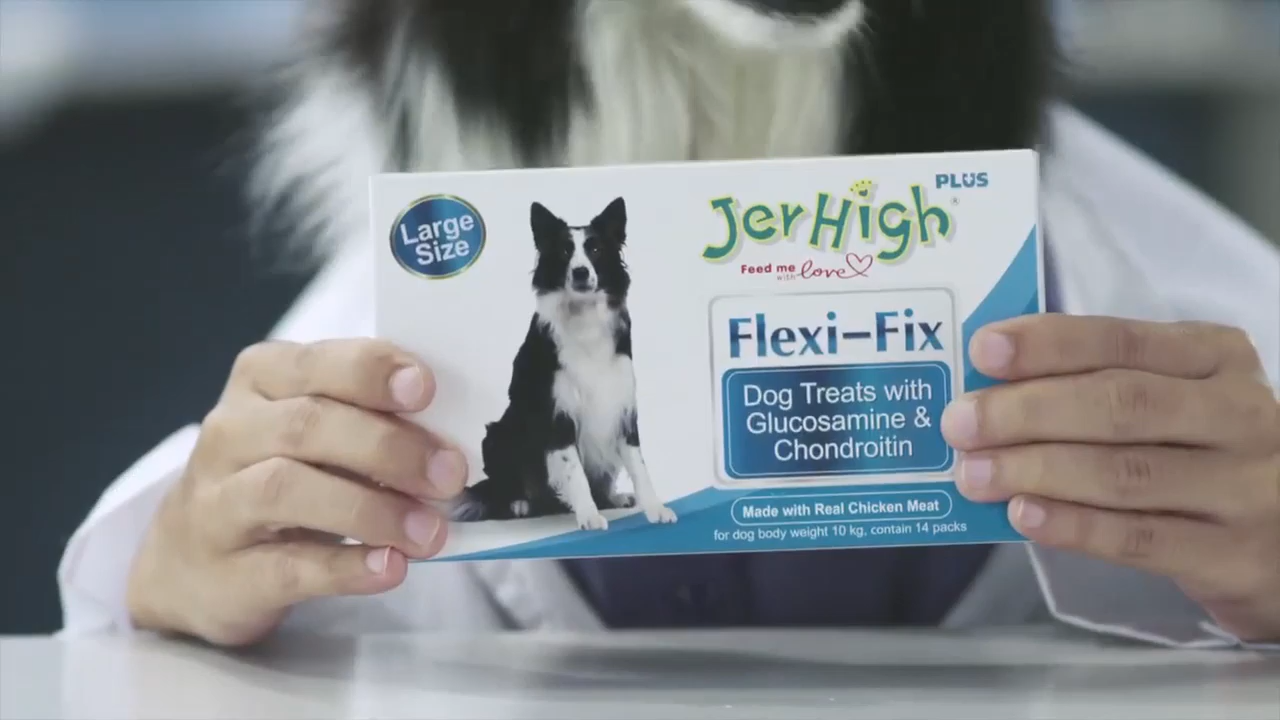 Large
Size
JerHigh PLUS
®
Feed me with love
Flexi-Fix
Dog Treats with
Glucosamine &
Chondroitin
Made with Real Chicken Meat
for dog body weight 10 kg, contain 14 packs